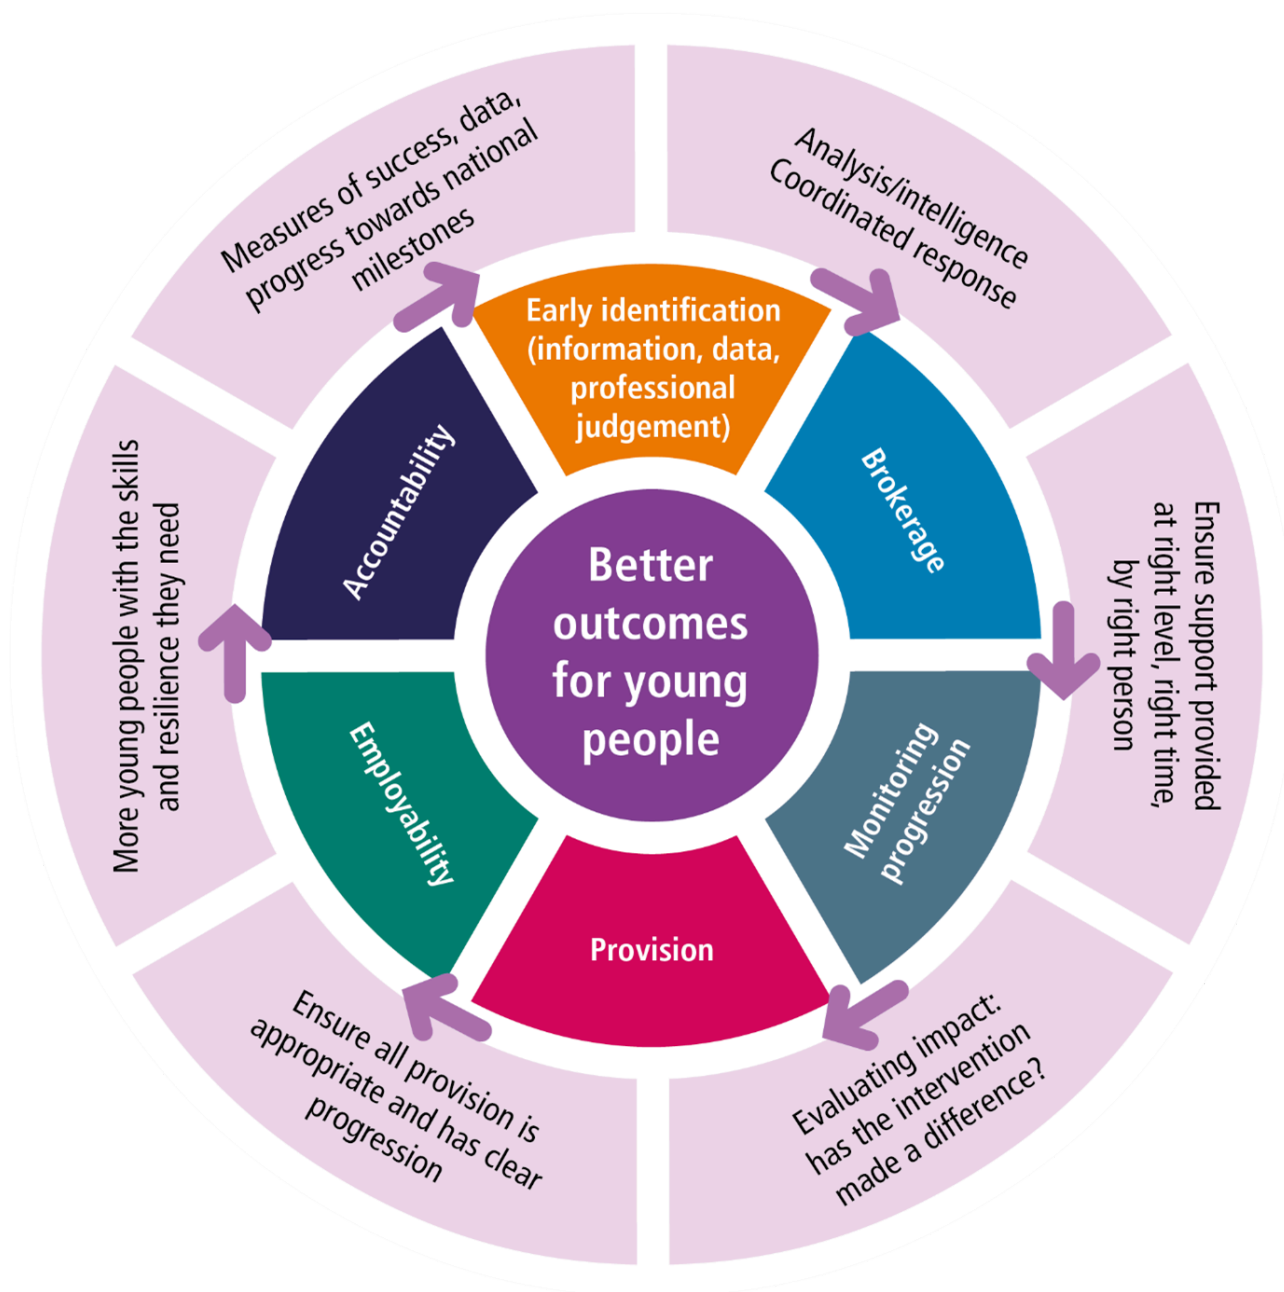 Better
outcomes
for young
people
Early identification
(information, data,
professional
judgement)
Brokerage
Monitoring
progression
Provision
Employability
Accountability
Analysis/intelligence
Coordinated response
Ensure support provided
at right level, right time,
by right person
Evaluating impact:
has the intervention
made a difference?
Ensure all provision is
appropriate and has clear
progression
More young people with the skills
and resilience they need
Measures of success, data,
progress towards national
milestones